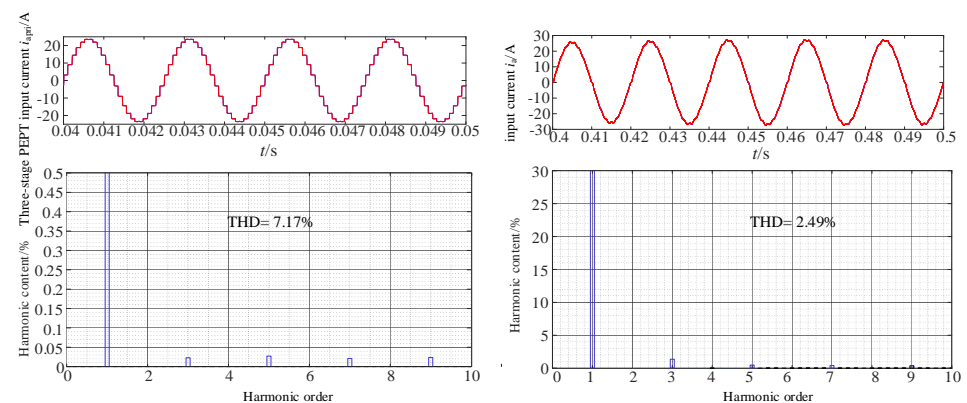 Three-stage PEPT input current iapri/A
20
10
0
-10
-20
0.04 0.041 0.042 0.043 0.044 0.045 0.046 0.047 0.048 0.049 0.05
t/s
Harmonic content/%
0.5
0.45
0.4
0.35
0.3
0.25
0.2
0.15
0.1
0.05
0
THD= 7.17%
0 2 4 6 8 10
Harmonic order
input current ia/A
30
20
10
0
-10
-20
-30
0.4 0.41 0.42 0.43 0.44 0.45 0.46 0.47 0.48 0.49 0.5
t/s
Harmonic content/%
30
25
20
15
10
5
0
THD= 2.49%
0 1 2 3 4 5 6 7 8 9 10
Harmonic order